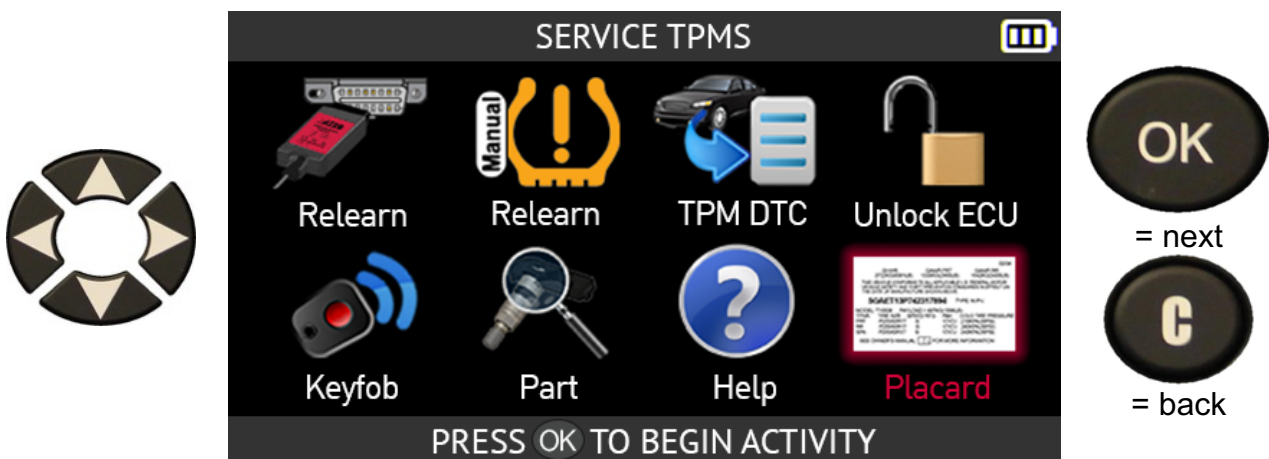 SERVICE TPMS
Manual
Relearn Relearn TPM DTC Unlock ECU
OK
= next
5GAET13P742317894
Keyfob Part Help Placard
C
= back
PRESS OK TO BEGIN ACTIVITY